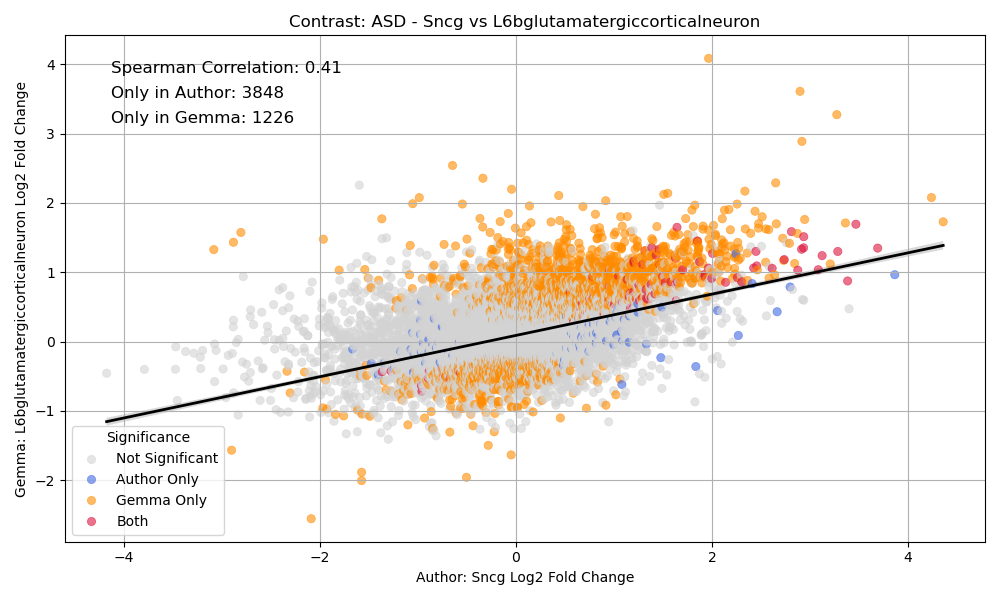 Contrast: ASD - Sncg vs L6bglutamatergiccorticalneuron
Spearman Correlation: 0.41
Only in Author: 3848
Only in Gemma: 1226
Gemma: L6bglutamatergiccorticalneuron Log2 Fold Change
4
3
2
1
0
−1
−2
Significance
Not Significant
Author Only
Gemma Only
Both
−4
−2
0
2
4
Author: Sncg Log2 Fold Change